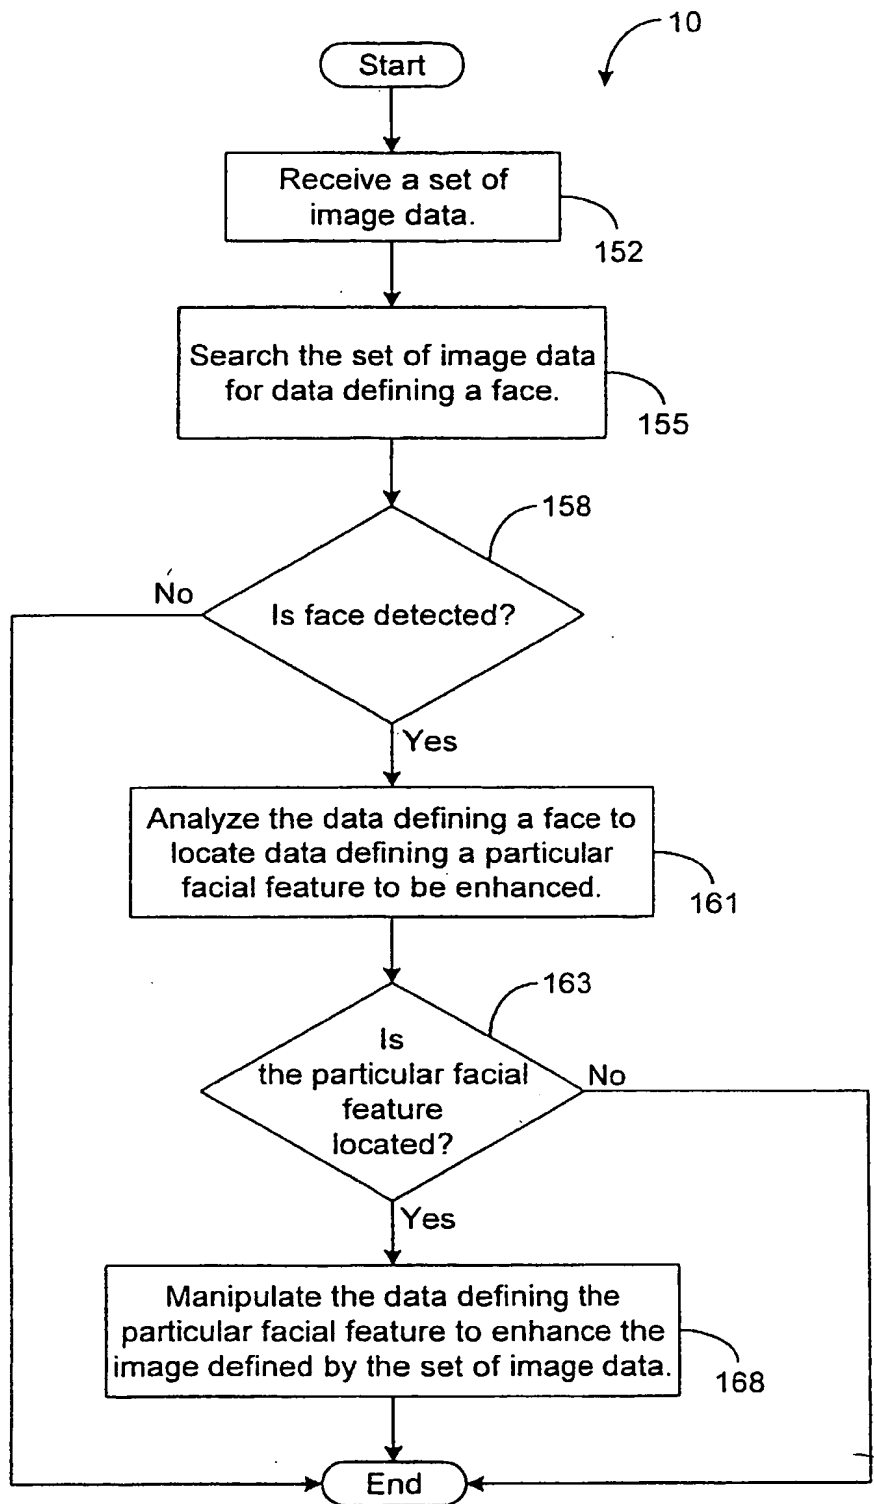 10
Start
Receive a set of
image data.
152
Search the set of image data
for data defining a face.
155
158
No
Is face detected?
Yes
Analyze the data defining a face to
locate data defining a particular
facial feature to be enhanced.
161
163
Is
the particular facial
feature
located?
No
Yes
Manipulate the data defining the
particular facial feature to enhance the
image defined by the set of image data.
168
End